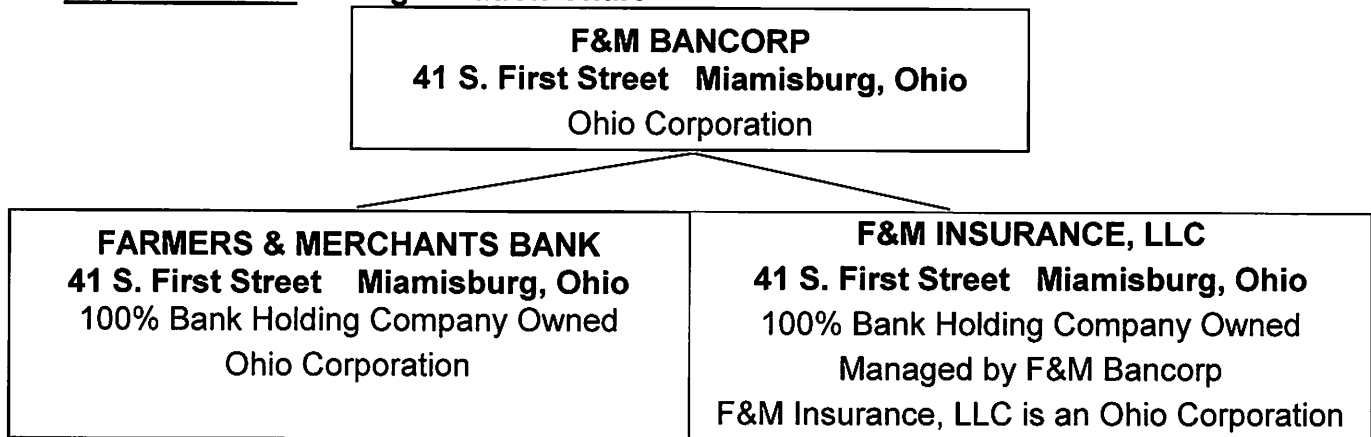 F&M BANCORP
41 S. First Street Miamisburg, Ohio
Ohio Corporation
FARMERS & MERCHANTS BANK
41 S. First Street Miamisburg, Ohio
100% Bank Holding Company Owned
Ohio Corporation
F&M INSURANCE, LLC
41 S. First Street Miamisburg, Ohio
100% Bank Holding Company Owned
Managed by F&M Bancorp
F&M Insurance, LLC is an Ohio Corporation